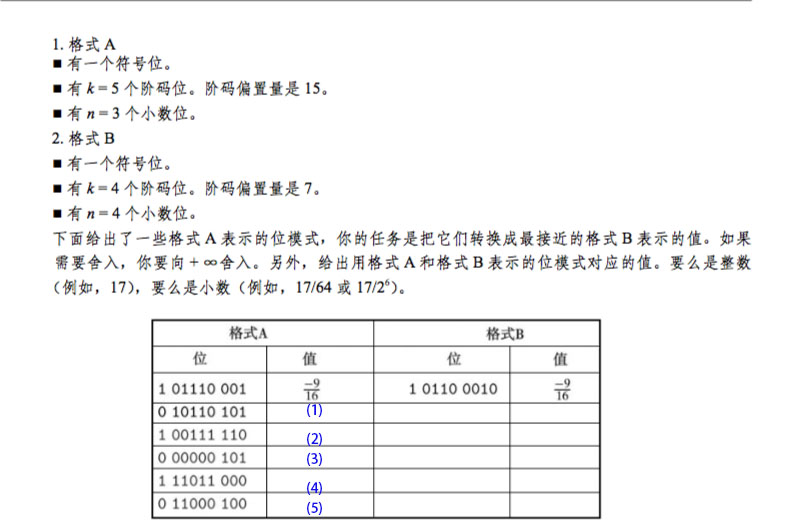 1. 格式 A
■ 有一个符号位。
■ 有 k = 5 个阶码位。阶码偏置量是 15。
■ 有 n = 3 个小数位。
2. 格式 B
■ 有一个符号位。
■ 有 k = 4 个阶码位。阶码偏置量是 7。
■ 有 n = 4 个小数位。
下面给出了一些格式 A 表示的位模式，你的任务是把它们转换成最接近的格式 B 表示的值。如果
需要舍入，你要向 + ∞ 舍入。另外，给出用格式 A 和格式 B 表示的位模式对应的值。要么是整数
（例如，17），要么是小数（例如，17/64 或 17/2⁶）。
格式A 格式B
位 值 位 值
1 01110 001 -9/16 1 0110 0010 -9/16
0 10110 101 (1)
1 00111 110 (2)
0 00000 101 (3)
1 11011 000 (4)
0 11000 100 (5)